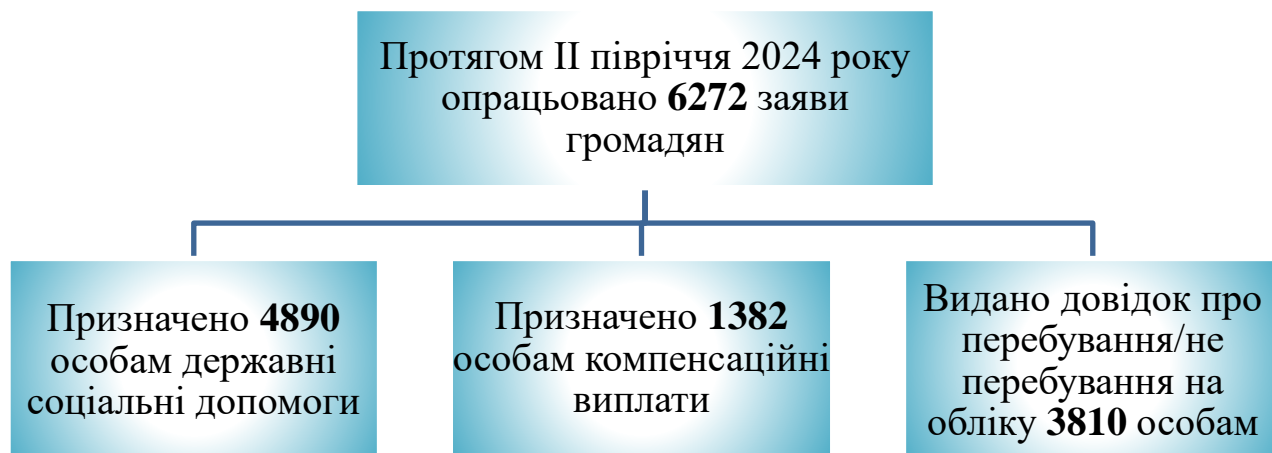 Протягом ІІ півріччя 2024 року
опрацьовано 6272 заяви
громадян
Призначено 4890
особам державні
соціальні допомоги
Призначено 1382
особам компенсаційні
виплати
Видано довідок про
перебування/не
перебування на
обліку 3810 особам